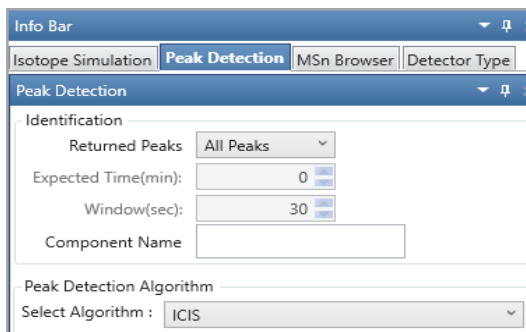 Info Bar
Isotope Simulation Peak Detection MSn Browser Detector Type
Peak Detection
Identification
Returned Peaks All Peaks
Expected Time(min): 0
Window(sec): 30
Component Name
Peak Detection Algorithm
Select Algorithm : ICIS